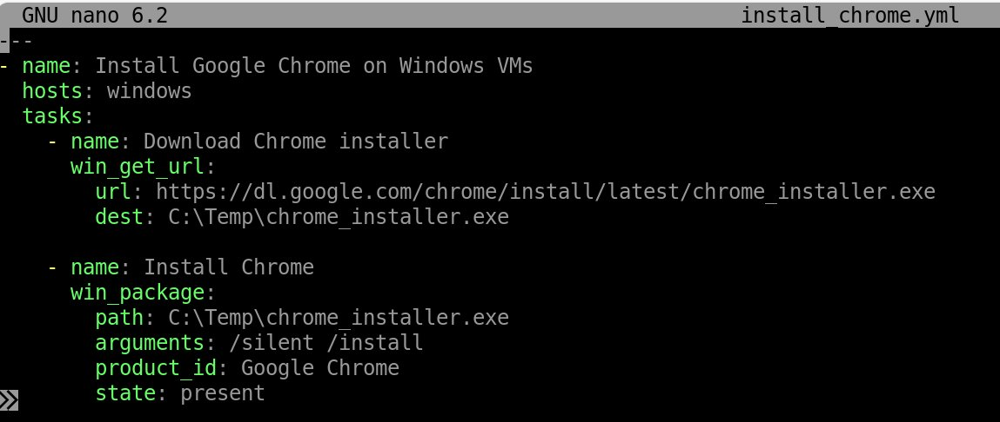 GNU nano 6.2 install_chrome.yml
---
- name: Install Google Chrome on Windows VMs
  hosts: windows
  tasks:
    - name: Download Chrome installer
      win_get_url:
        url: https://dl.google.com/chrome/install/latest/chrome_installer.exe
        dest: C:\Temp\chrome_installer.exe

    - name: Install Chrome
      win_package:
        path: C:\Temp\chrome_installer.exe
        arguments: /silent /install
        product_id: Google Chrome
        state: present